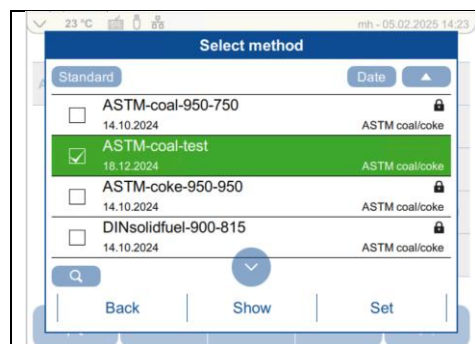 23 °C
mh - 05.02.2025 14:23
Select method
Standard
Date
ASTM-coal-950-750
14.10.2024
ASTM coal/coke
ASTM-coal-test
18.12.2024
ASTM coal/coke
ASTM-coke-950-950
14.10.2024
ASTM coal/coke
DINsolidfuel-900-815
14.10.2024
ASTM coal/coke
Back
Show
Set